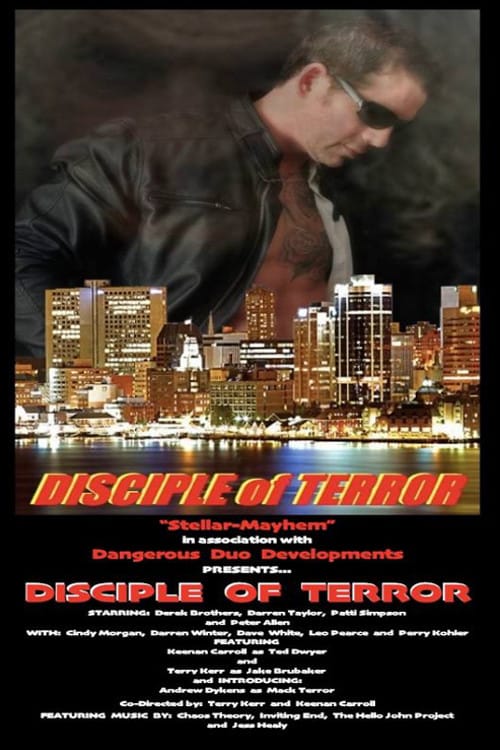 DISCIPLE of TERROR
"Stellar-Mayhem"
in association with
Dangerous Duo Developments
PRESENTS...
DISCIPLE OF TERROR
STARRING: Derek Brothers, Darren Taylor, Patti Simpson
and Peter Allen
WITH: Cindy Morgan, Darren Winter, Dave White, Leo Pearce and Perry Kohler
FEATURING
Keenan Carroll as Ted Dwyer
and
Terry Kerr as Jake Brubaker
and INTRODUCING:
Andrew Dykens as Mack Terror
Co-Directed by: Terry Kerr and Keenan Carroll
FEATURING MUSIC BY: Chaos Theory, Inviting End, The Hello John Project
and Jess Healy